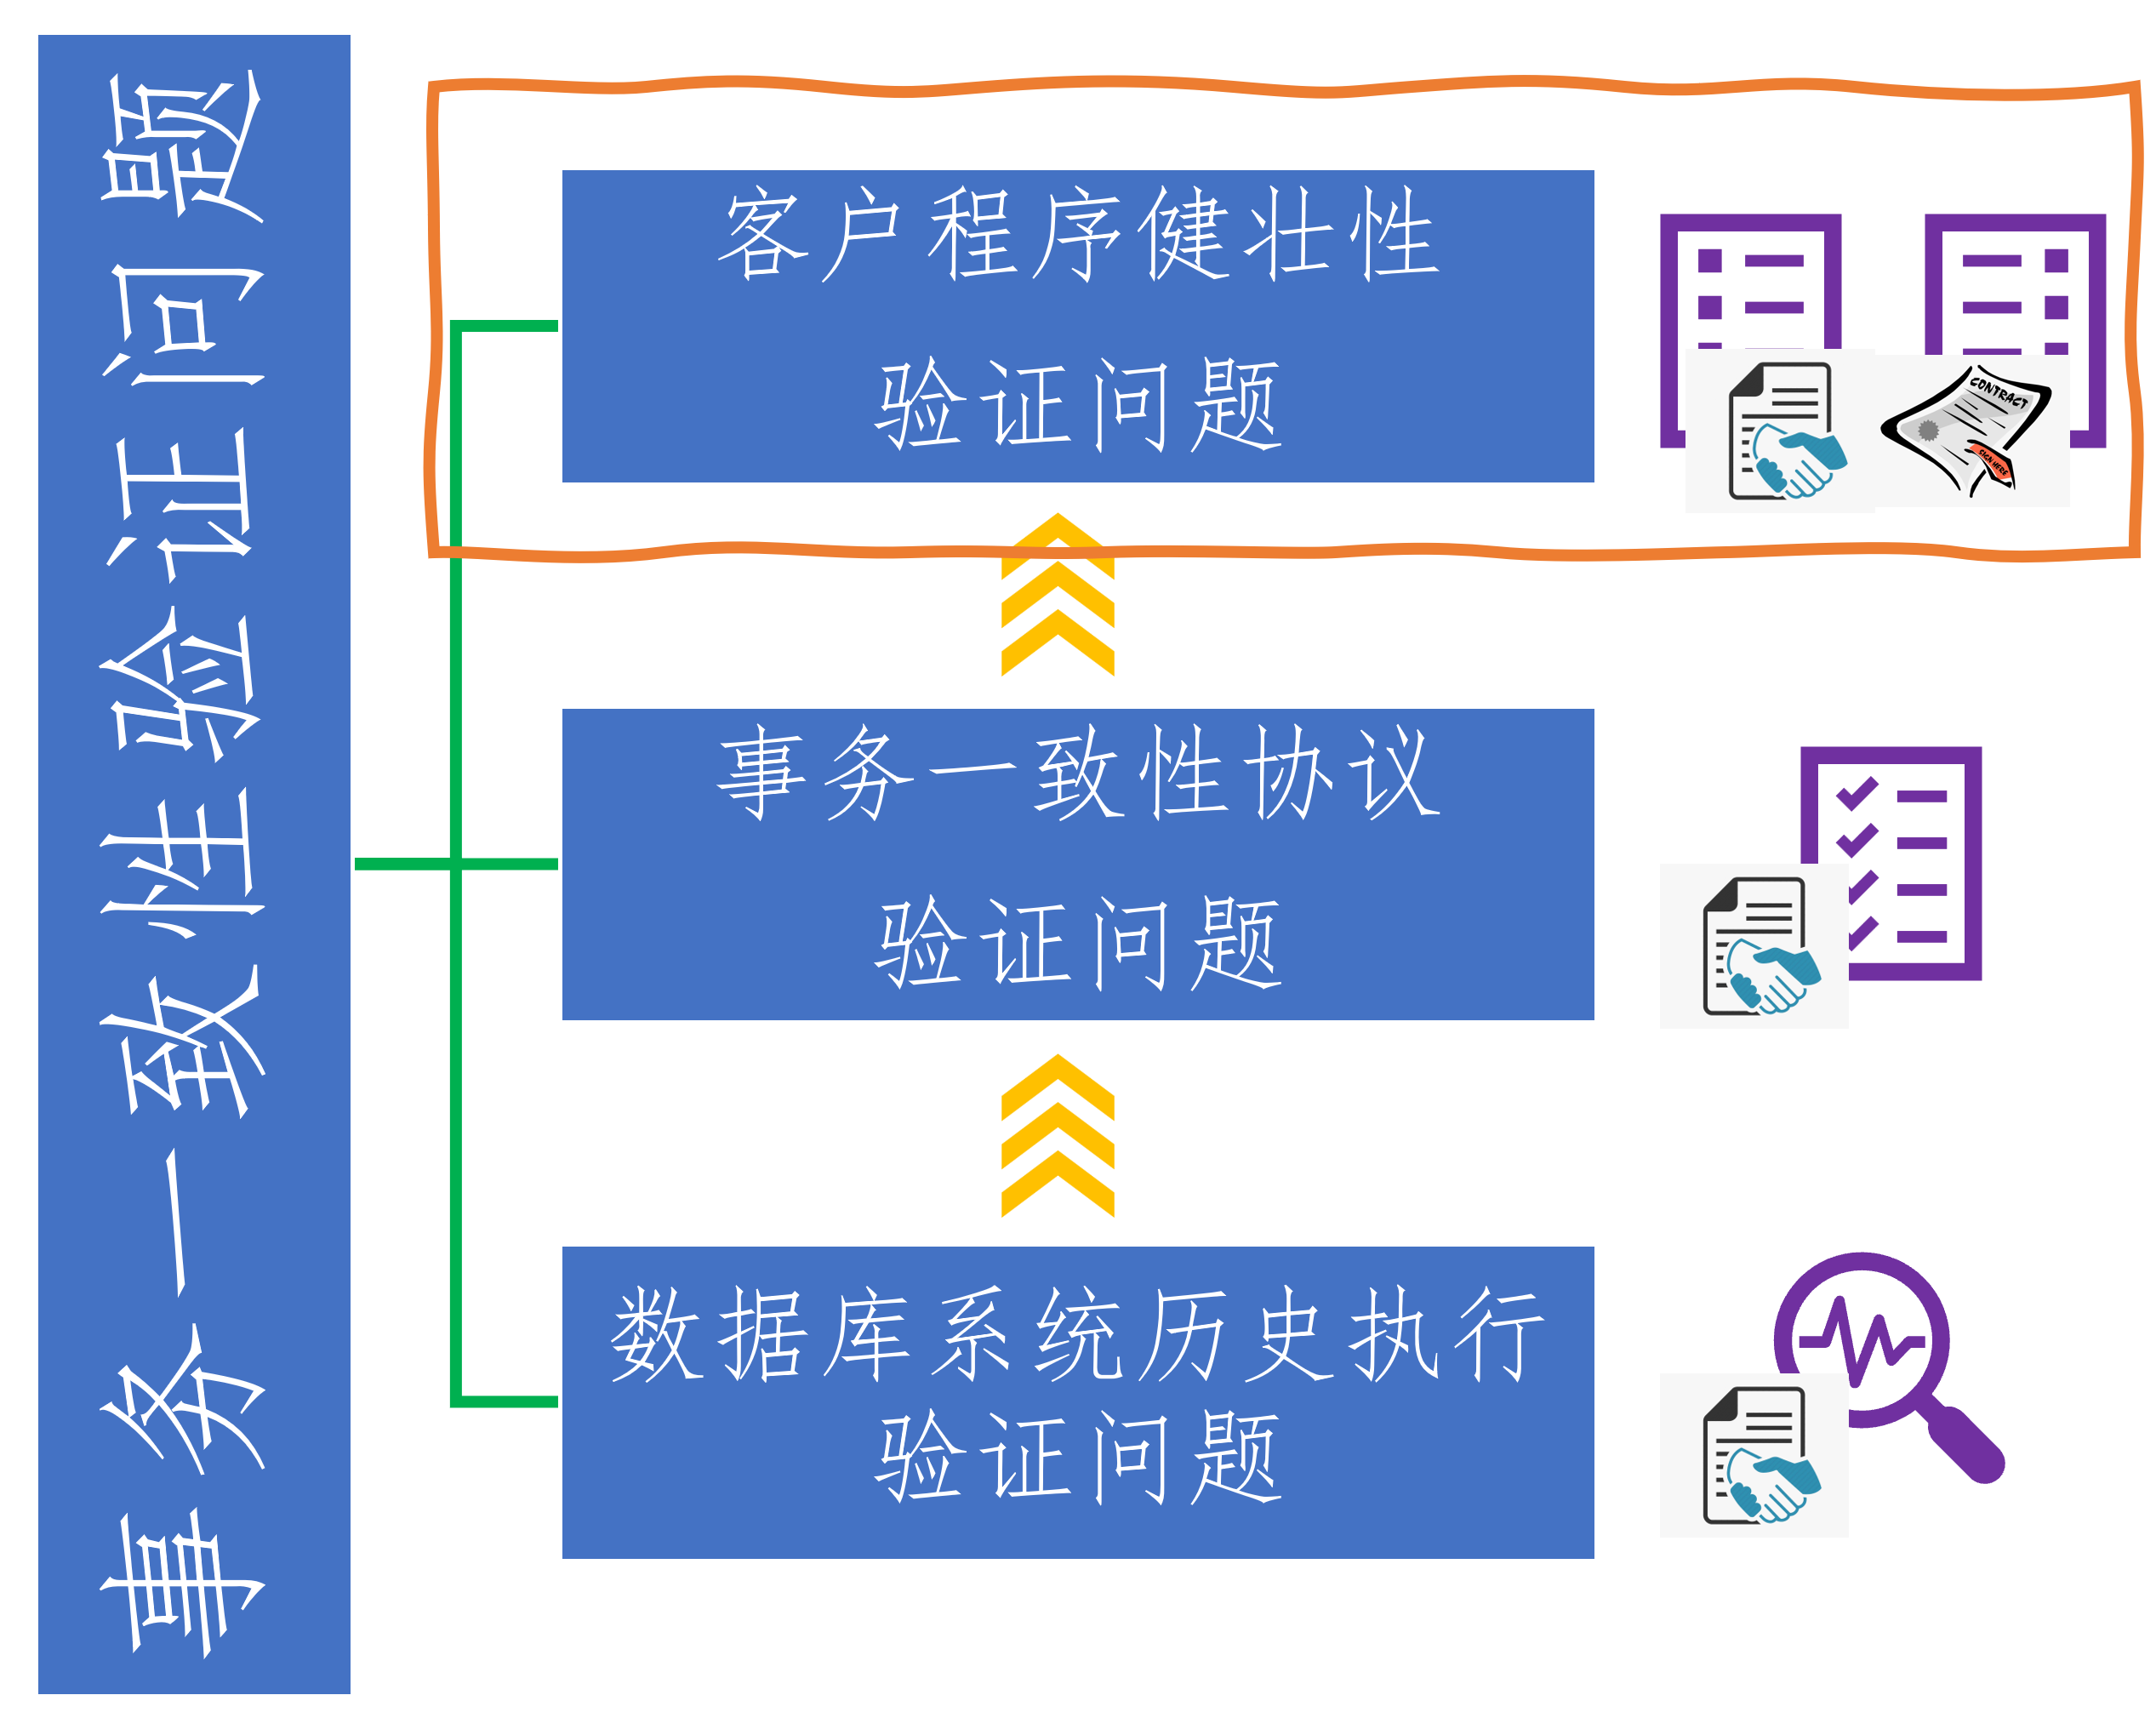 事务一致性验证问题
客户程序健壮性
验证问题
CONTRACT
SIGN HERE
事务一致性协议
验证问题
数据库系统历史执行
验证问题